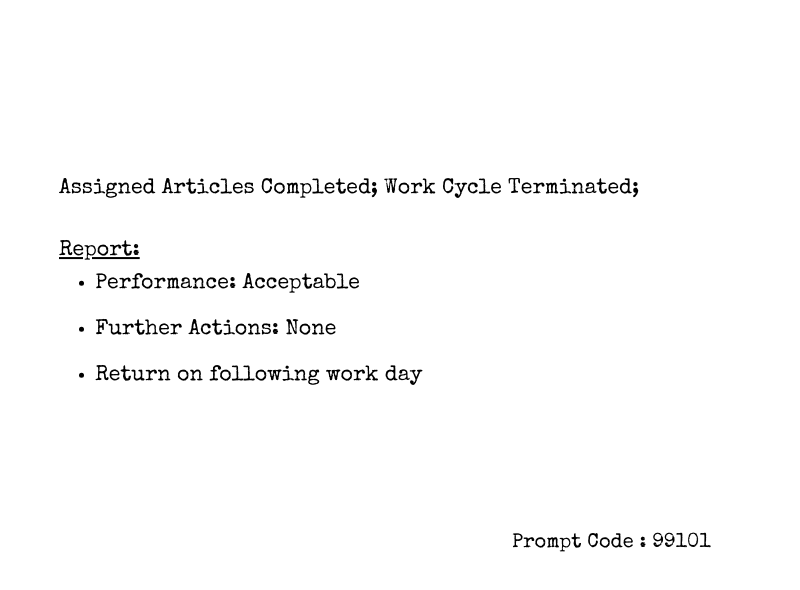 Assigned Articles Completed; Work Cycle Terminated;
Report:
• Performance: Acceptable
• Further Actions: None
• Return on following work day
Prompt Code : 99101